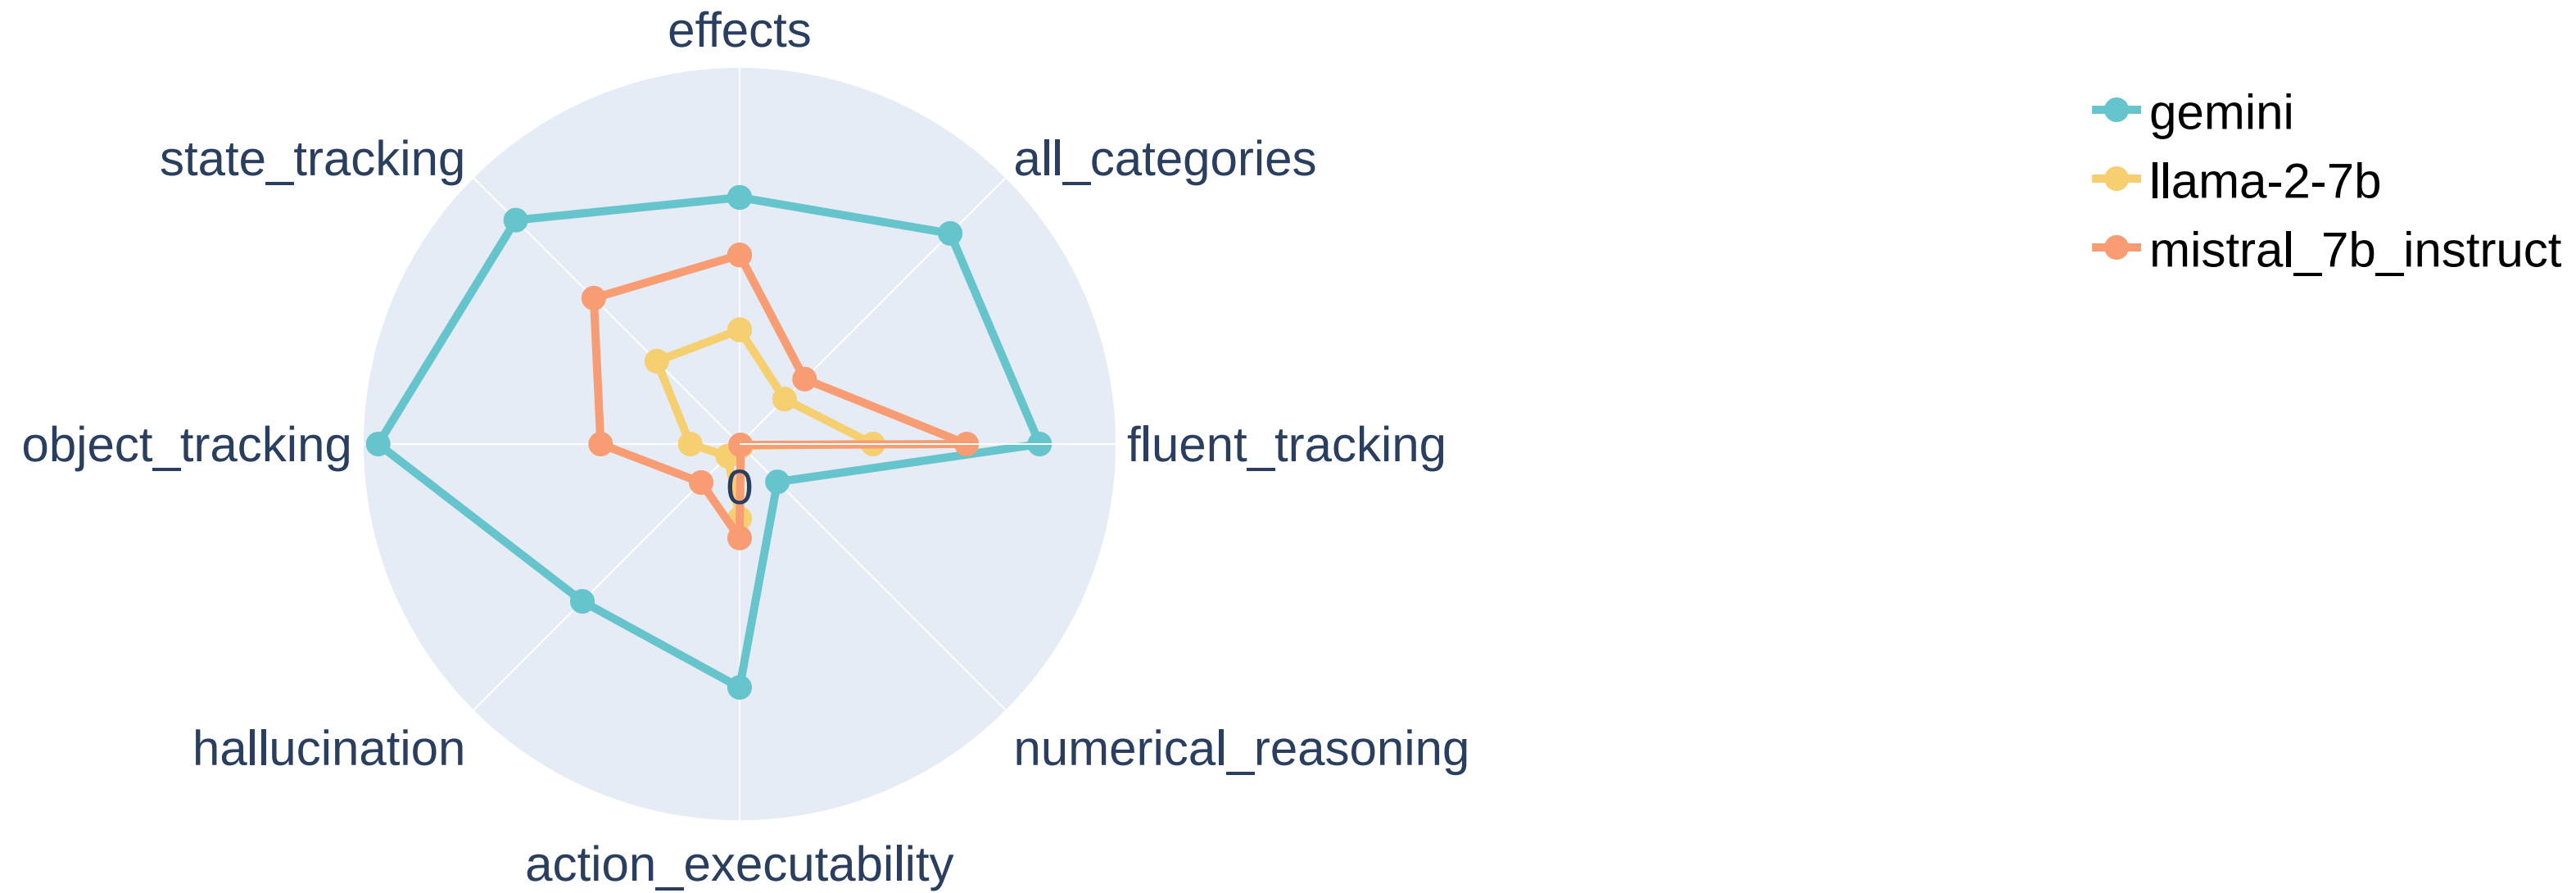 effects
state_tracking
all_categories
object_tracking
fluent_tracking
0
hallucination
numerical_reasoning
action_executability
gemini
llama-2-7b
mistral_7b_instruct